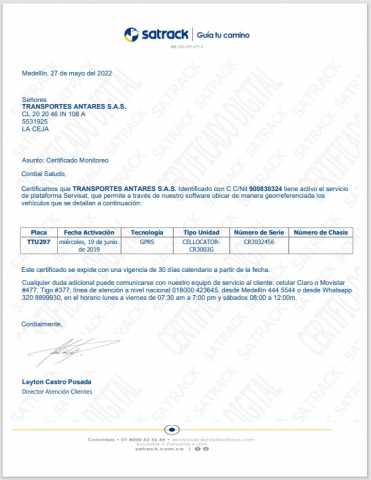 satrack | Guía tu camino
Medellín, 27 de mayo del 2022
Señores
TRANSPORTES ANTARES S.A.S.
CL 20 20 46 IN 108 A
5531925
LA CEJA
Asunto: Certificado Monitoreo
Cordial Saludo,
Certificamos que TRANSPORTES ANTARES S.A.S. Identificado con C.C/Nit 900830324 tiene activo el servicio
de plataforma Servisat, que permite a través de nuestro software ubicar de manera georreferenciada los
vehículos que se detallan a continuación:
Placa Fecha Activación Tecnología Tipo Unidad Número de Serie Número de Chasis
TTU297 miércoles, 19 de junio de 2019 GPRS CELLOCATOR-CR300G CR3032456
Este certificado se expide con una vigencia de 30 días calendario a partir de la fecha.
Cualquier duda adicional puede comunicarse con nuestro equipo de servicio al cliente: celular Claro o Movistar
#477, Tigo #377, línea de atención a nivel nacional 018000 423645, desde Medellín 444 5544 o desde Whatsapp
320 8899930, en el horario lunes a viernes de 07:30 am a 7:00 pm y sábados 08:00 a 12:00m.
Cordialmente,
Leyton Castro Posada
Director Atención Clientes
satrack.com.co
CERTIFICADO DIGITAL
SATRACK